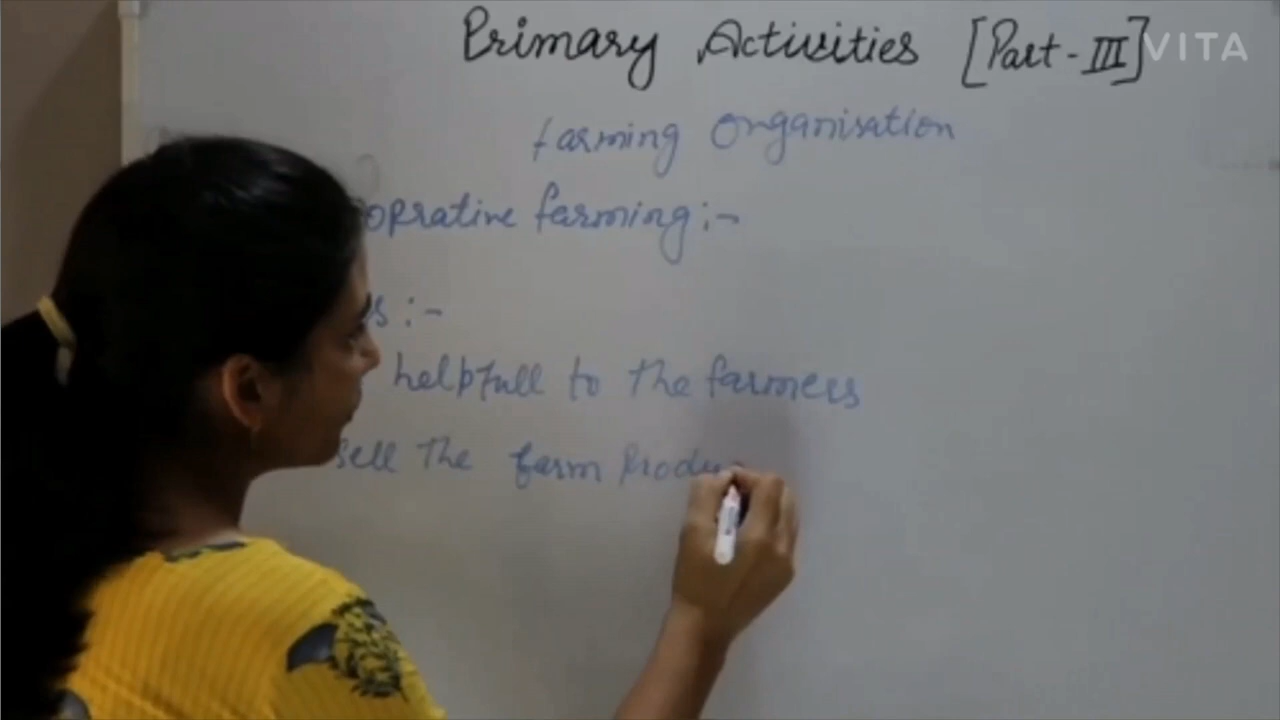 Primary Activities [Part-III]
VITA
farming Organisation
oprative farming:-
s :-
helpfull to the farmers
sell the farm Produ